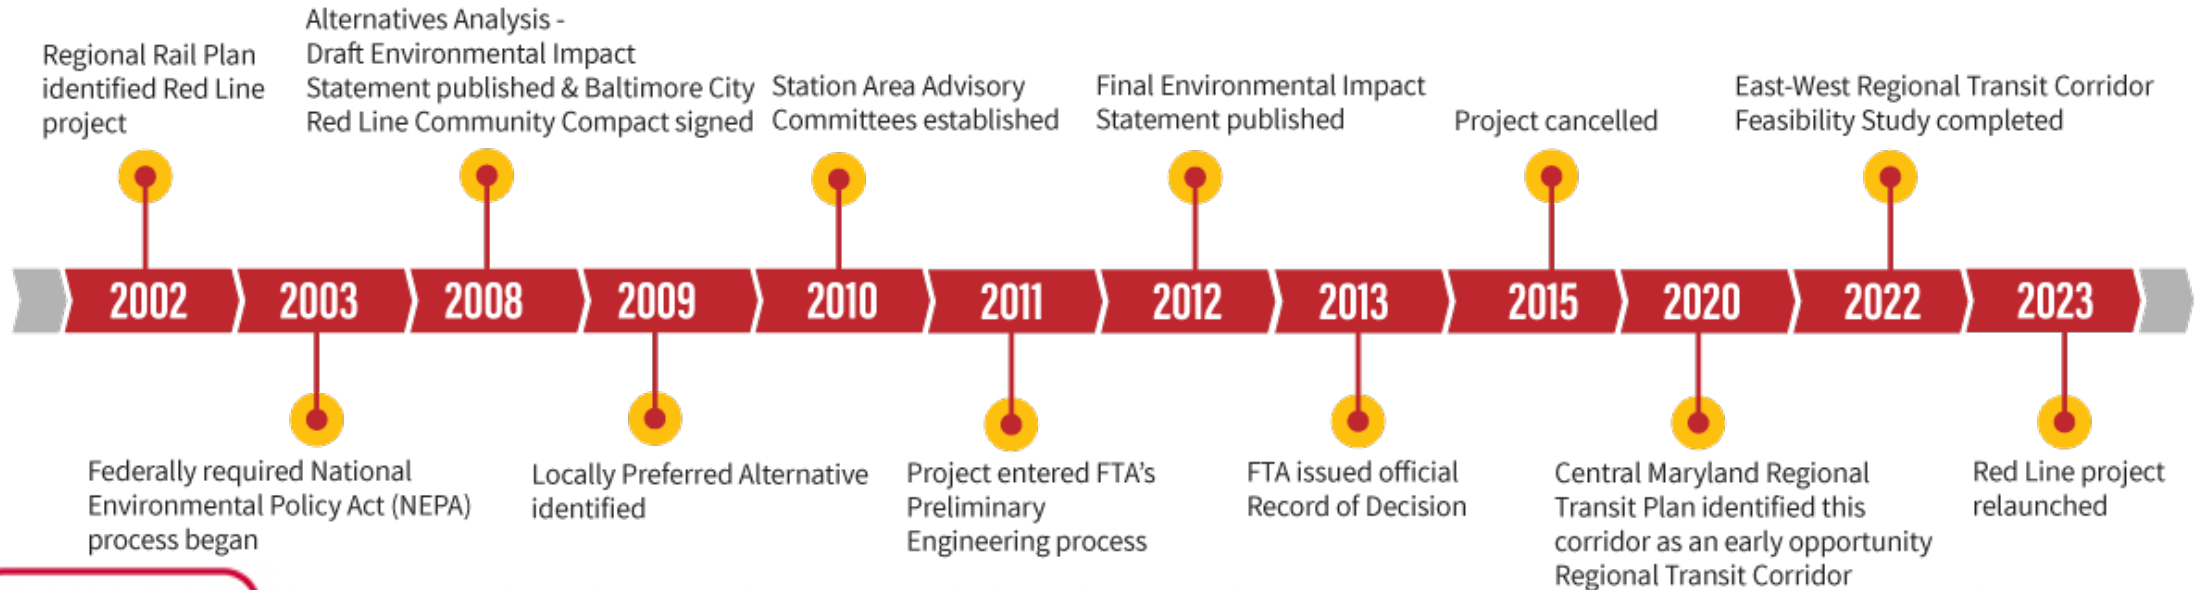 Regional Rail Plan
identified Red Line
project
Alternatives Analysis -
Draft Environmental Impact
Statement published & Baltimore City
Red Line Community Compact signed
Station Area Advisory
Committees established
Final Environmental Impact
Statement published
Project cancelled
East-West Regional Transit Corridor
Feasibility Study completed
2002
2003
2008
2009
2010
2011
2012
2013
2015
2020
2022
2023
Federally required National
Environmental Policy Act (NEPA)
process began
Locally Preferred Alternative
identified
Project entered FTA’s
Preliminary
Engineering process
FTA issued official
Record of Decision
Central Maryland Regional
Transit Plan identified this
corridor as an early opportunity
Regional Transit Corridor
Red Line project
relaunched